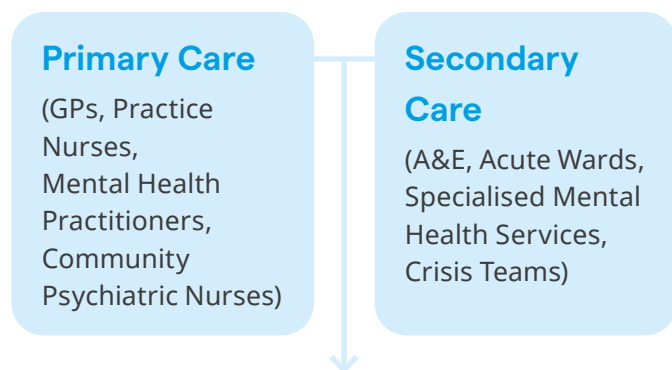 Primary Care
(GPs, Practice
Nurses,
Mental Health
Practitioners,
Community
Psychiatric Nurses)
Secondary
Care
(A&E, Acute Wards,
Specialised Mental
Health Services,
Crisis Teams)